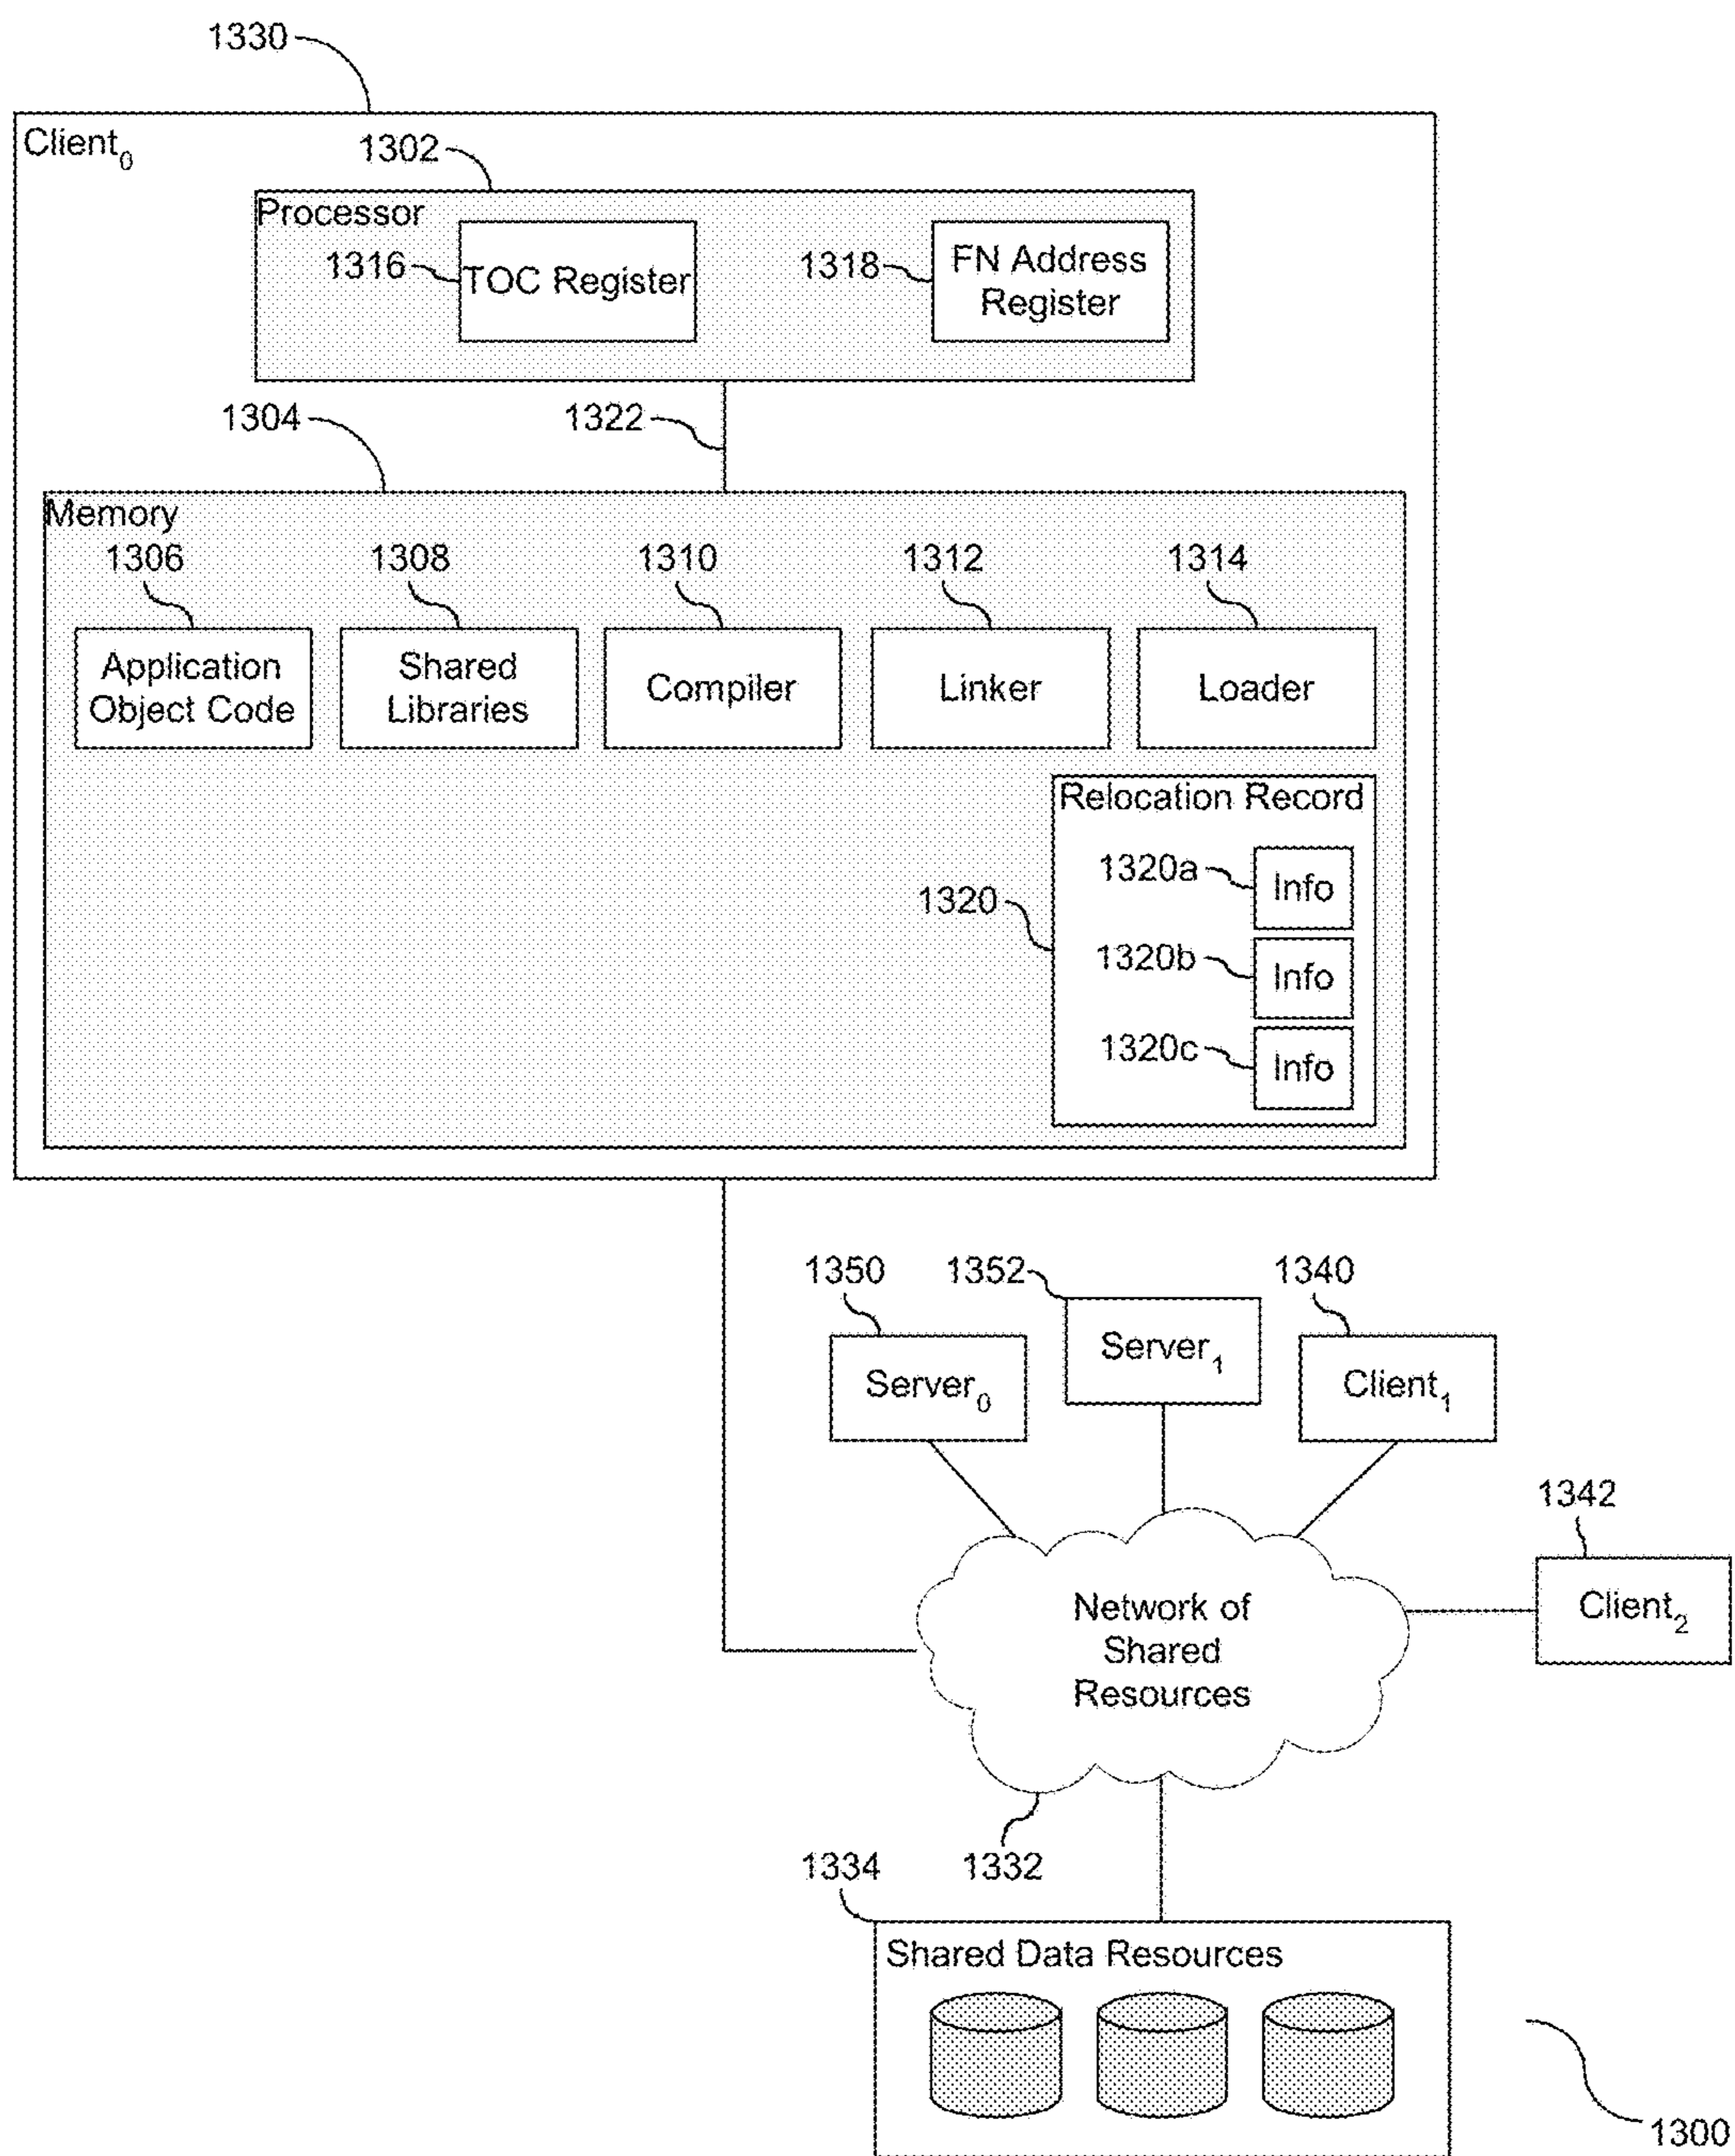 1330
Client0
1302
Processor
1316
TOC Register
1318
FN Address
Register
1304
1322
Memory
1306
1308
1310
1312
1314
Application
Object Code
Shared
Libraries
Compiler
Linker
Loader
Relocation Record
1320a
Info
1320
1320b
Info
1320c
Info
1350
1352
1340
Server0
Server1
Client1
1342
Client2
Network of
Shared
Resources
1334
1332
Shared Data Resources
1300